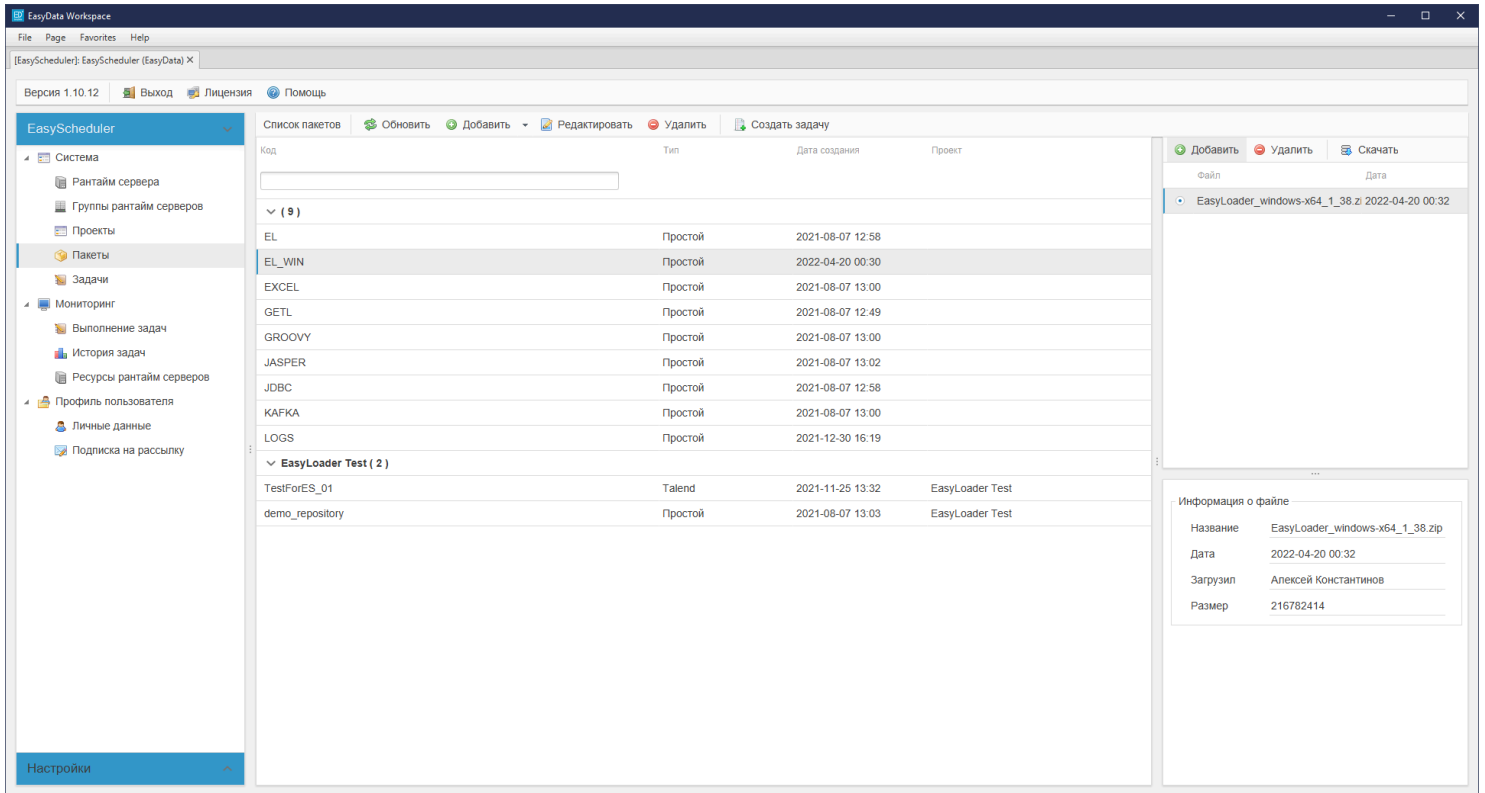 EasyData Workspace
File Page Favorites Help
[EasyScheduler]: EasyScheduler (EasyData)
Версия 1.10.12 Выход Лицензия Помощь
EasyScheduler
Система
Рантайм сервера
Группы рантайм серверов
Проекты
Пакеты
Задачи
Мониторинг
Выполнение задач
История задач
Ресурсы рантайм серверов
Профиль пользователя
Личные данные
Подписка на рассылку
Настройки
Список пакетов Обновить Добавить Редактировать Удалить Создать задачу
Код Тип Дата создания Проект
( 9 )
EL Простой 2021-08-07 12:58
EL_WIN Простой 2022-04-20 00:30
EXCEL Простой 2021-08-07 13:00
GETL Простой 2021-08-07 12:49
GROOVY Простой 2021-08-07 13:00
JASPER Простой 2021-08-07 13:02
JDBC Простой 2021-08-07 12:58
KAFKA Простой 2021-08-07 13:00
LOGS Простой 2021-12-30 16:19
EasyLoader Test ( 2 )
TestForES_01 Talend 2021-11-25 13:32 EasyLoader Test
demo_repository Простой 2021-08-07 13:03 EasyLoader Test
Добавить Удалить Скачать
Файл Дата
EasyLoader_windows-x64_1_38.zi 2022-04-20 00:32
Информация о файле
Название EasyLoader_windows-x64_1_38.zip
Дата 2022-04-20 00:32
Загрузил Алексей Константинов
Размер 216782414